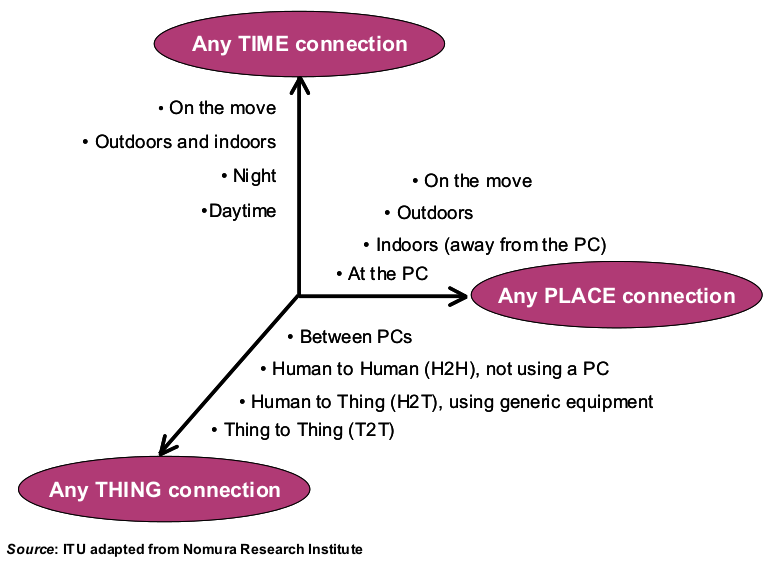 Any TIME connection
• On the move
• Outdoors and indoors
• Night
•Daytime
• On the move
• Outdoors
• Indoors (away from the PC)
• At the PC
Any PLACE connection
• Between PCs
• Human to Human (H2H), not using a PC
• Human to Thing (H2T), using generic equipment
• Thing to Thing (T2T)
Any THING connection
Source: ITU adapted from Nomura Research Institute